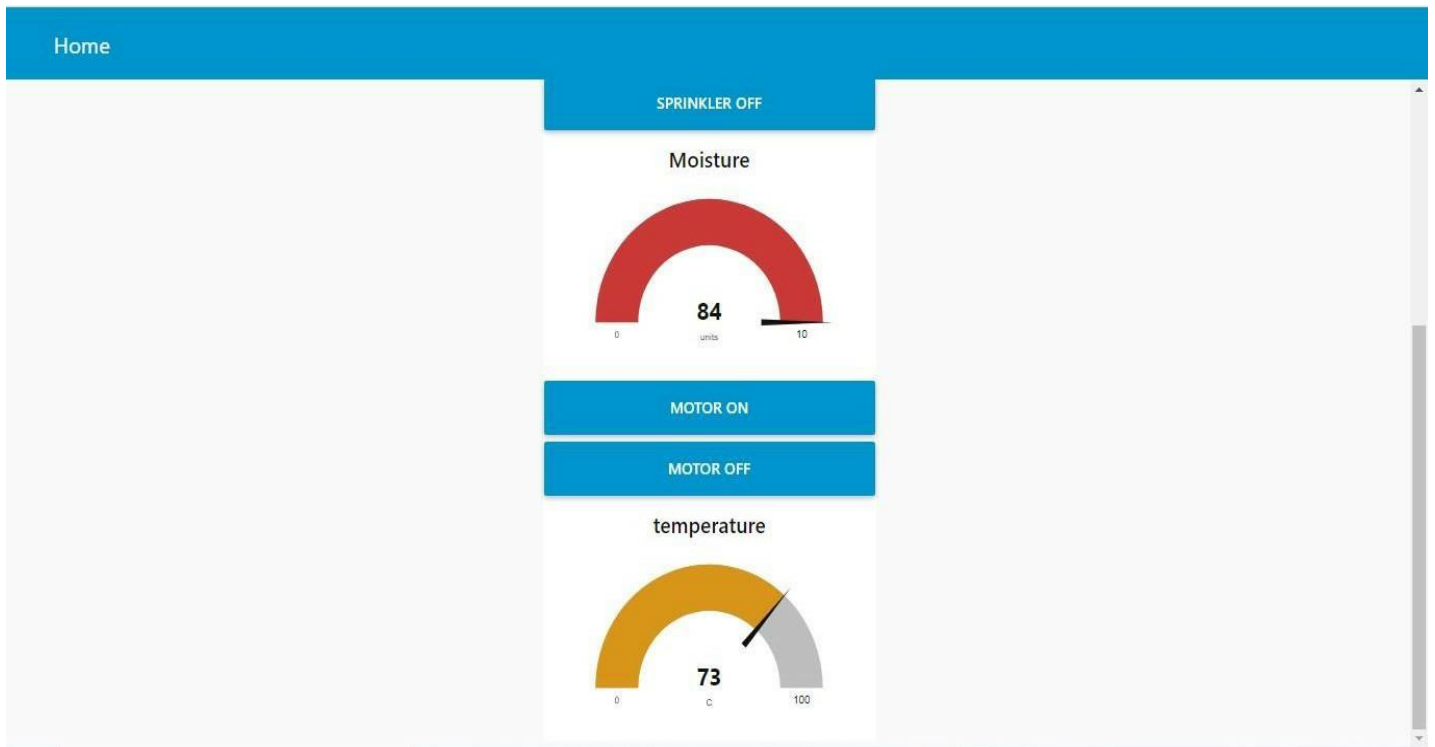 Home
SPRINKLER OFF
Moisture
84
units
0
10
MOTOR ON
MOTOR OFF
temperature
73
C
0
100